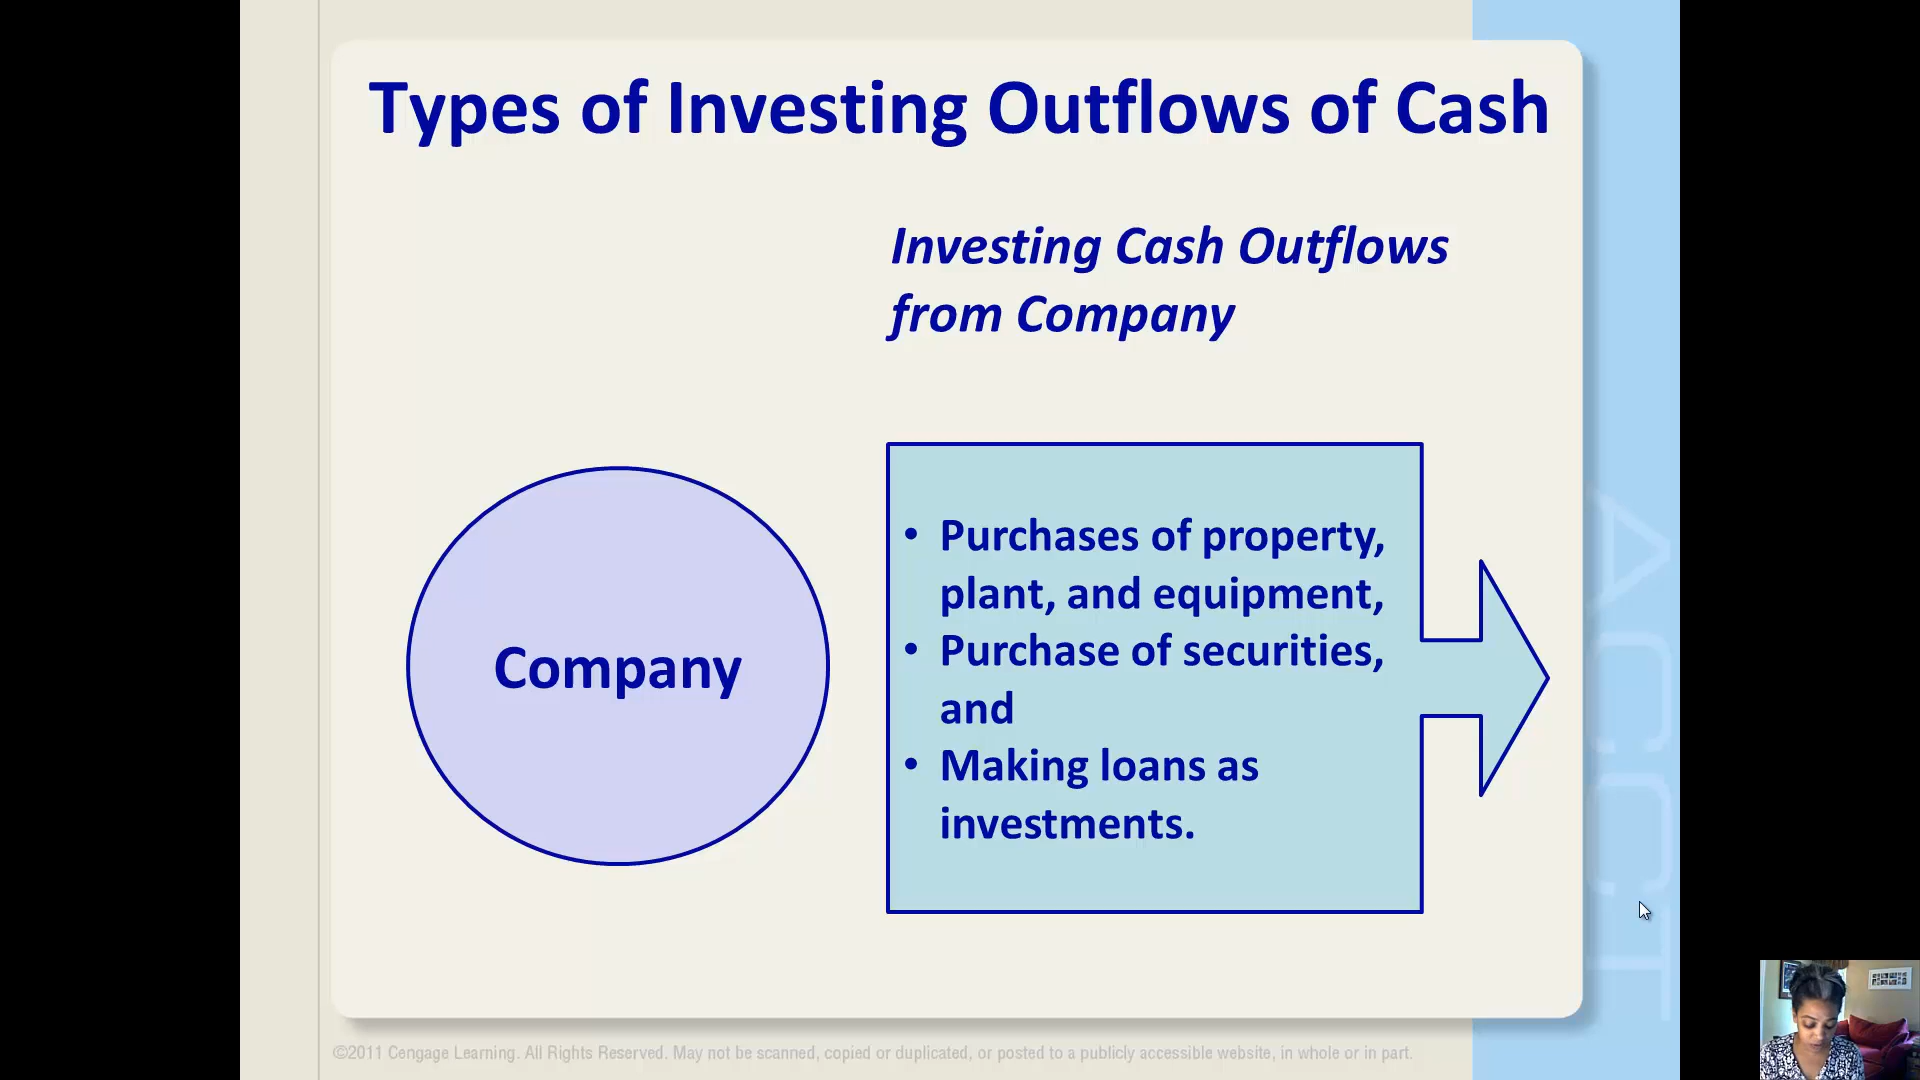 Types of Investing Outflows of Cash
Investing Cash Outflows
from Company
Company
• Purchases of property,
plant, and equipment,
• Purchase of securities,
and
• Making loans as
investments.
ACCT
©2011 Cengage Learning. All Rights Reserved. May not be scanned, copied or duplicated, or posted to a publicly accessible website, in whole or in part.